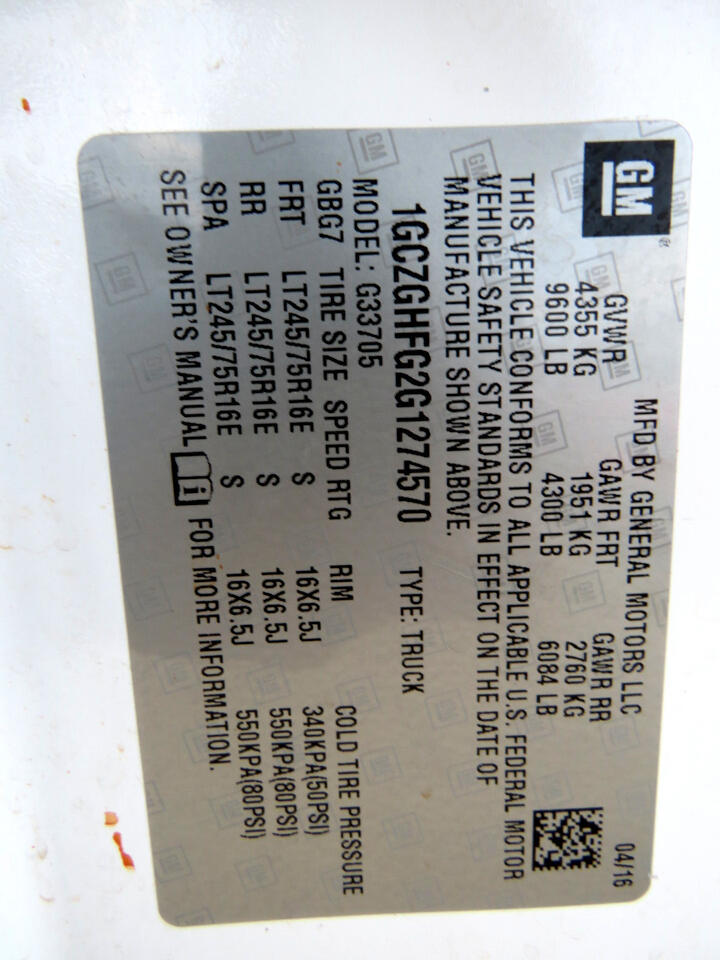 GM®
MFD BY GENERAL MOTORS LLC 04/16
GVWR GAWR FRT GAWR RR
4355 KG 1951 KG 2760 KG
9600 LB 4300 LB 6084 LB
THIS VEHICLE CONFORMS TO ALL APPLICABLE U.S. FEDERAL MOTOR
VEHICLE SAFETY STANDARDS IN EFFECT ON THE DATE OF
MANUFACTURE SHOWN ABOVE.
1GCZGHFG2G1274570 TYPE: TRUCK
MODEL: G33705
GBG7 TIRE SIZE SPEED RTG RIM COLD TIRE PRESSURE
FRT LT245/75R16E S 16X6.5J 340KPA(50PSI)
RR LT245/75R16E S 16X6.5J 550KPA(80PSI)
SPA LT245/75R16E S 16X6.5J 550KPA(80PSI)
SEE OWNER'S MANUAL i FOR MORE INFORMATION.